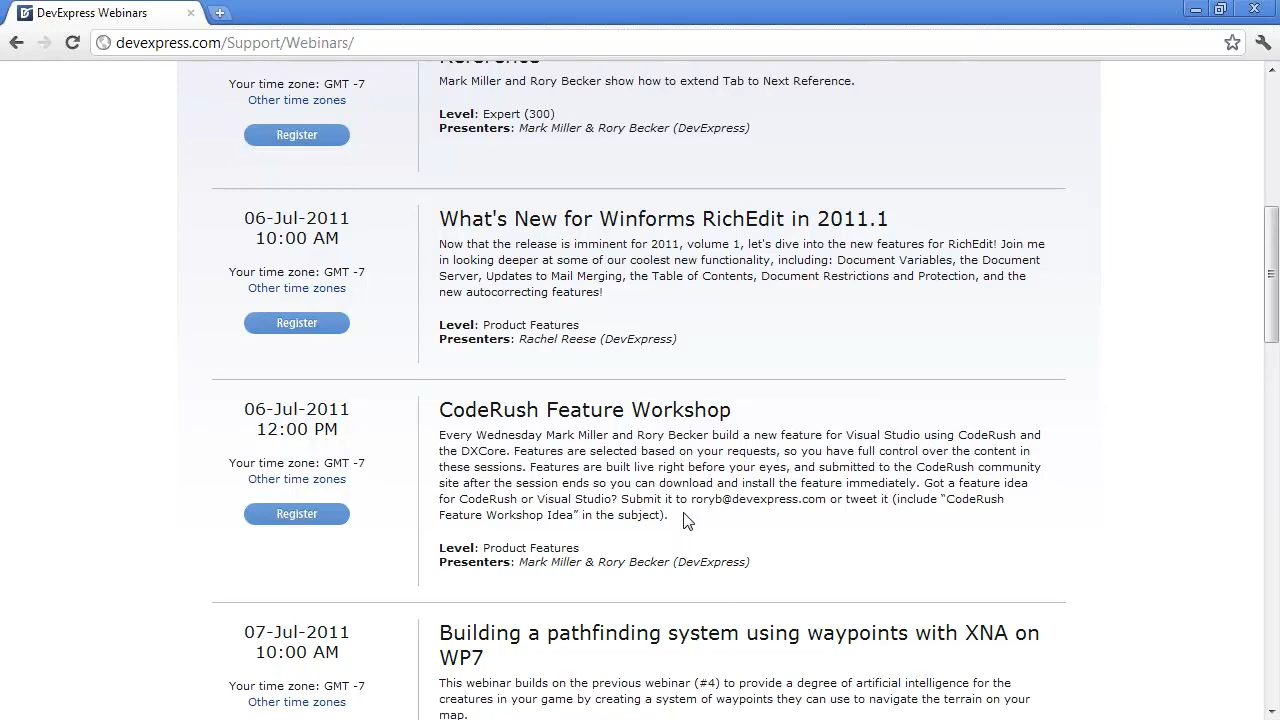 DevExpress Webinars
devexpress.com/Support/Webinars/
Reference
Your time zone: GMT -7
Other time zones
Register
Mark Miller and Rory Becker show how to extend Tab to Next Reference.
Level: Expert (300)
Presenters: Mark Miller & Rory Becker (DevExpress)
06-Jul-2011
10:00 AM
Your time zone: GMT -7
Other time zones
Register
What's New for Winforms RichEdit in 2011.1
Now that the release is imminent for 2011, volume 1, let's dive into the new features for RichEdit! Join me
in looking deeper at some of our coolest new functionality, including: Document Variables, the Document
Server, Updates to Mail Merging, the Table of Contents, Document Restrictions and Protection, and the
new autocorrecting features!
Level: Product Features
Presenters: Rachel Reese (DevExpress)
06-Jul-2011
12:00 PM
Your time zone: GMT -7
Other time zones
Register
CodeRush Feature Workshop
Every Wednesday Mark Miller and Rory Becker build a new feature for Visual Studio using CodeRush and
the DXCore. Features are selected based on your requests, so you have full control over the content in
these sessions. Features are built live right before your eyes, and submitted to the CodeRush community
site after the session ends so you can download and install the feature immediately. Got a feature idea
for CodeRush or Visual Studio? Submit it to roryb@devexpress.com or tweet it (include “CodeRush
Feature Workshop Idea” in the subject).
Level: Product Features
Presenters: Mark Miller & Rory Becker (DevExpress)
07-Jul-2011
10:00 AM
Your time zone: GMT -7
Other time zones
Building a pathfinding system using waypoints with XNA on
WP7
This webinar builds on the previous webinar (#4) to provide a degree of artificial intelligence for the
creatures in your game by creating a system of waypoints they can use to navigate the terrain on your
map.